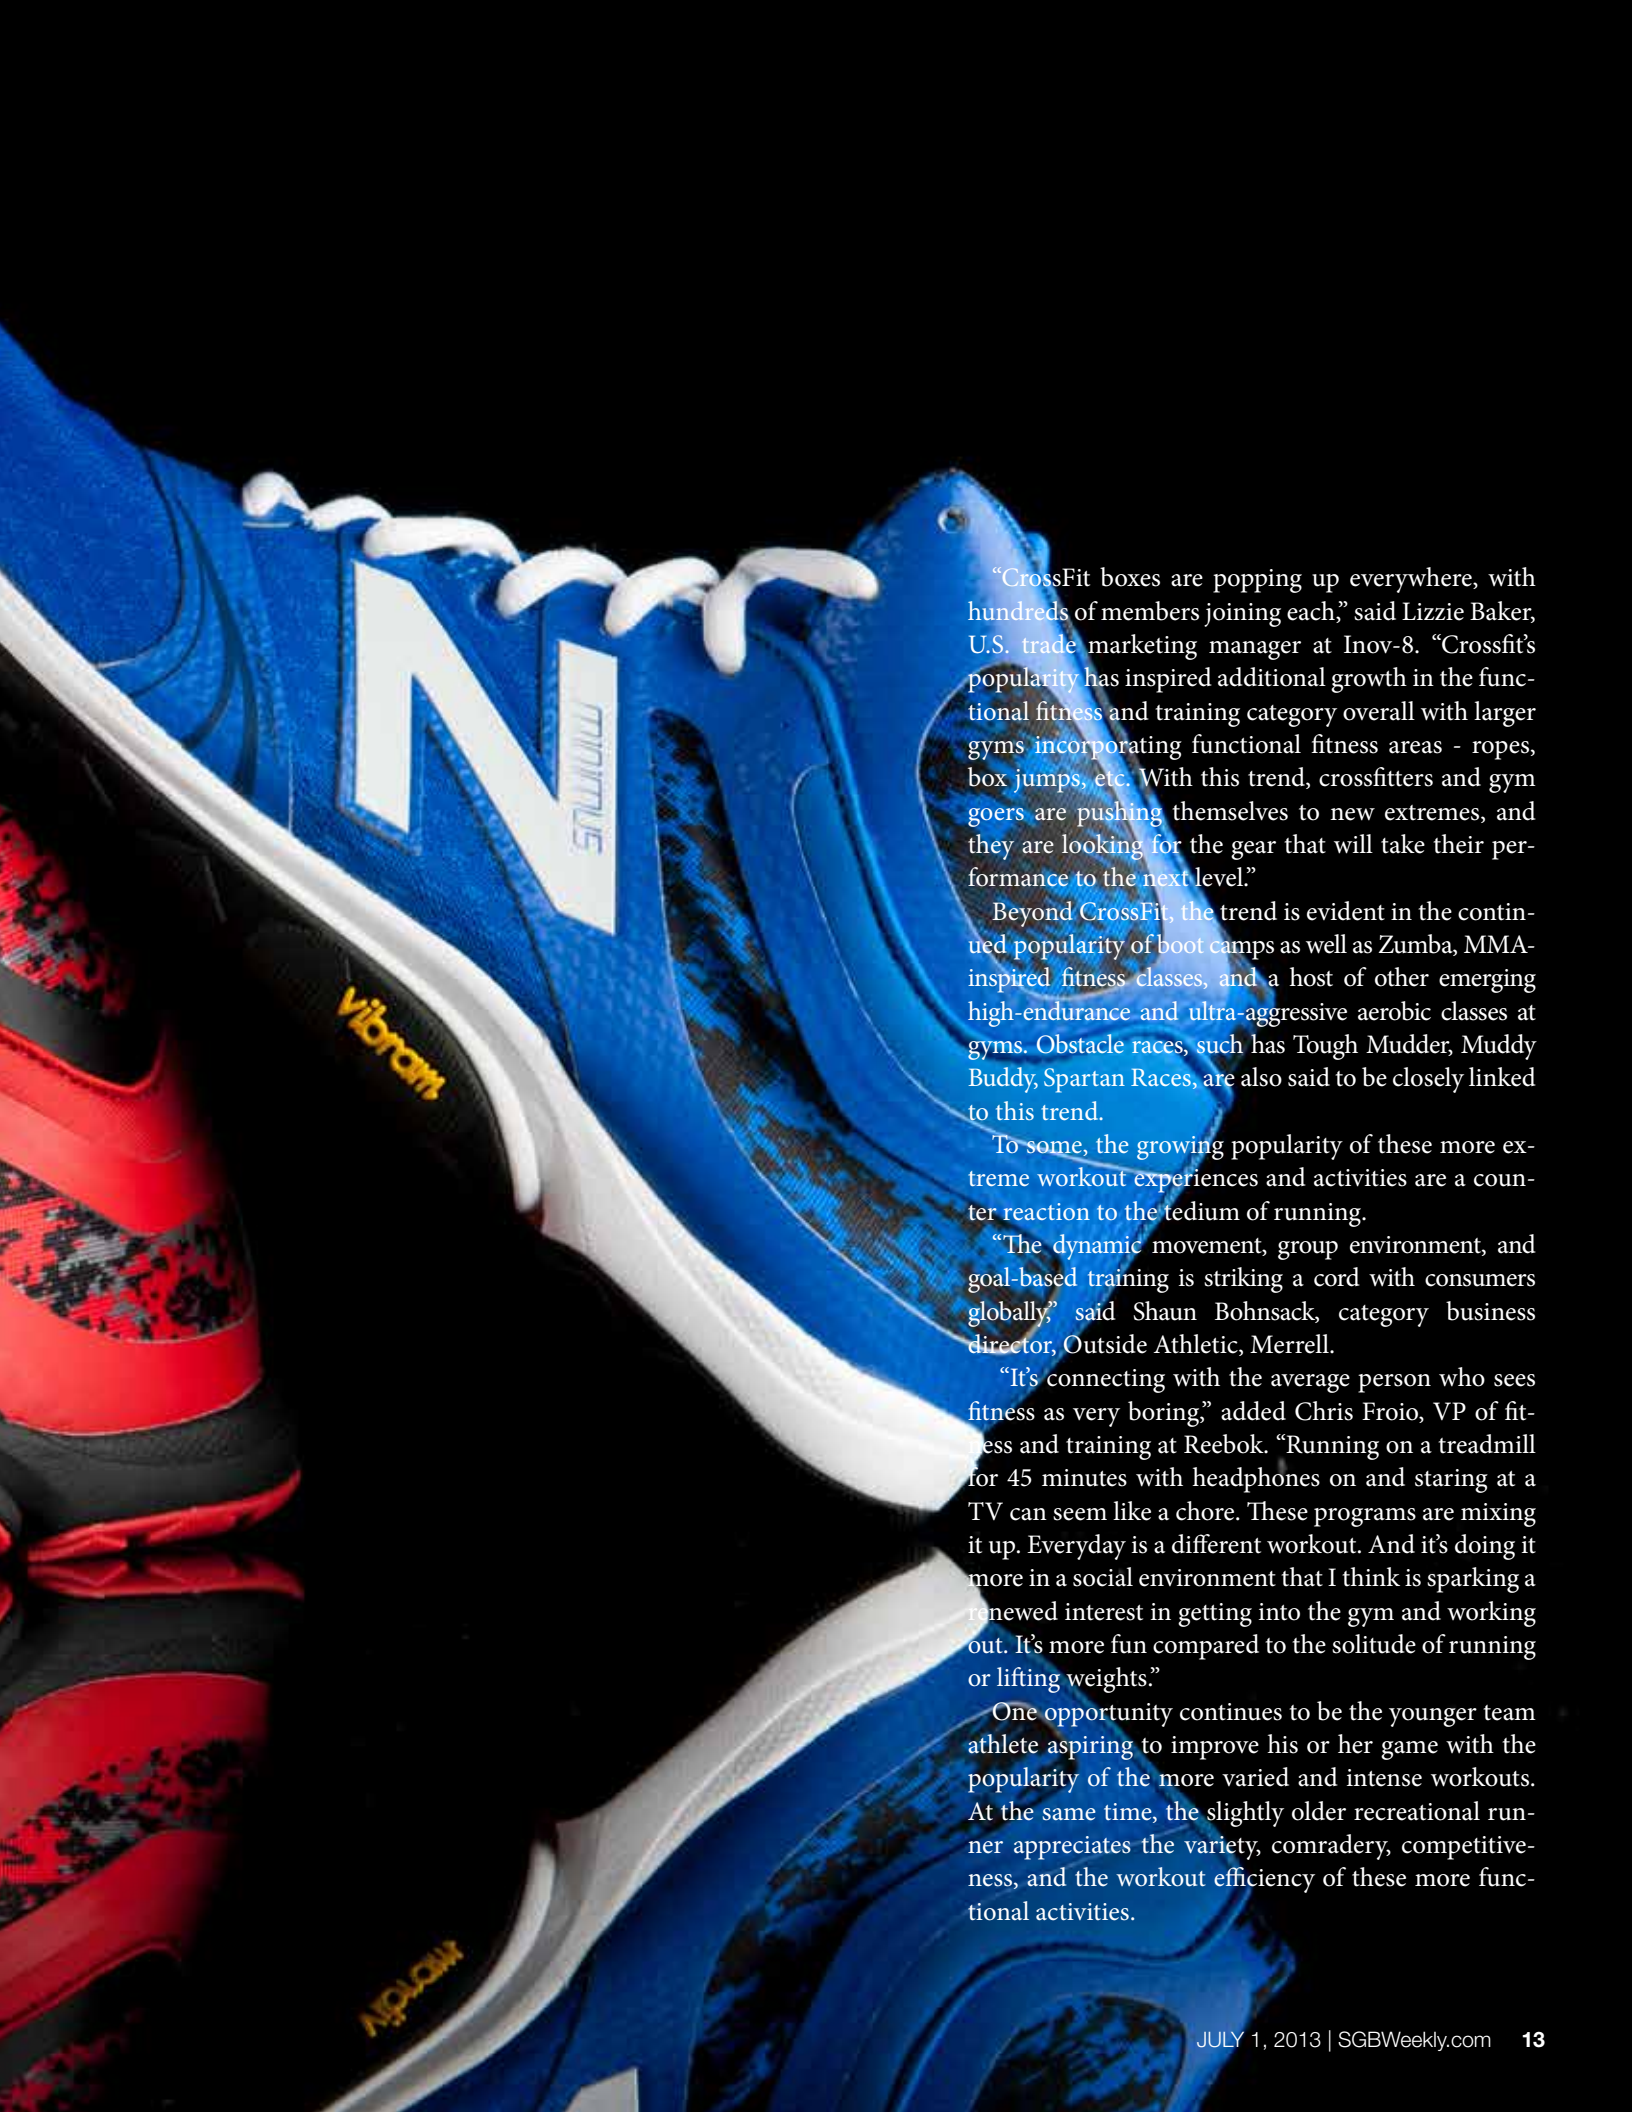 minimus
vibram
“CrossFit boxes are popping up everywhere, with
hundreds of members joining each,” said Lizzie Baker,
U.S. trade marketing manager at Inov-8. “Crossfit’s
popularity has inspired additional growth in the func-
tional fitness and training category overall with larger
gyms incorporating functional fitness areas - ropes,
box jumps, etc. With this trend, crossfitters and gym
goers are pushing themselves to new extremes, and
they are looking for the gear that will take their per-
formance to the next level.”
Beyond CrossFit, the trend is evident in the contin-
ued popularity of boot camps as well as Zumba, MMA-
inspired fitness classes, and a host of other emerging
high-endurance and ultra-aggressive aerobic classes at
gyms. Obstacle races, such has Tough Mudder, Muddy
Buddy, Spartan Races, are also said to be closely linked
to this trend.
To some, the growing popularity of these more ex-
treme workout experiences and activities are a coun-
ter reaction to the tedium of running.
“The dynamic movement, group environment, and
goal-based training is striking a cord with consumers
globally,” said Shaun Bohnsack, category business
director, Outside Athletic, Merrell.
“It’s connecting with the average person who sees
fitness as very boring,” added Chris Froio, VP of fit-
ness and training at Reebok. “Running on a treadmill
for 45 minutes with headphones on and staring at a
TV can seem like a chore. These programs are mixing
it up. Everyday is a different workout. And it’s doing it
more in a social environment that I think is sparking a
renewed interest in getting into the gym and working
out. It’s more fun compared to the solitude of running
or lifting weights.”
One opportunity continues to be the younger team
athlete aspiring to improve his or her game with the
popularity of the more varied and intense workouts.
At the same time, the slightly older recreational run-
ner appreciates the variety, comradery, competitive-
ness, and the workout efficiency of these more func-
tional activities.
vibram
JULY 1, 2013 | SGBWeekly.com 13